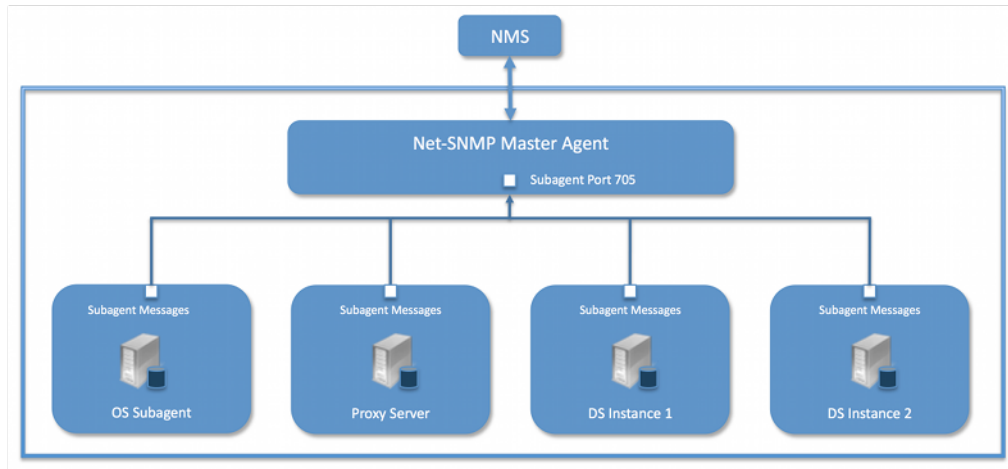 NMS
Net-SNMP Master Agent
Subagent Port 705
Subagent Messages
Subagent Messages
Subagent Messages
Subagent Messages
OS Subagent
Proxy Server
DS Instance 1
DS Instance 2